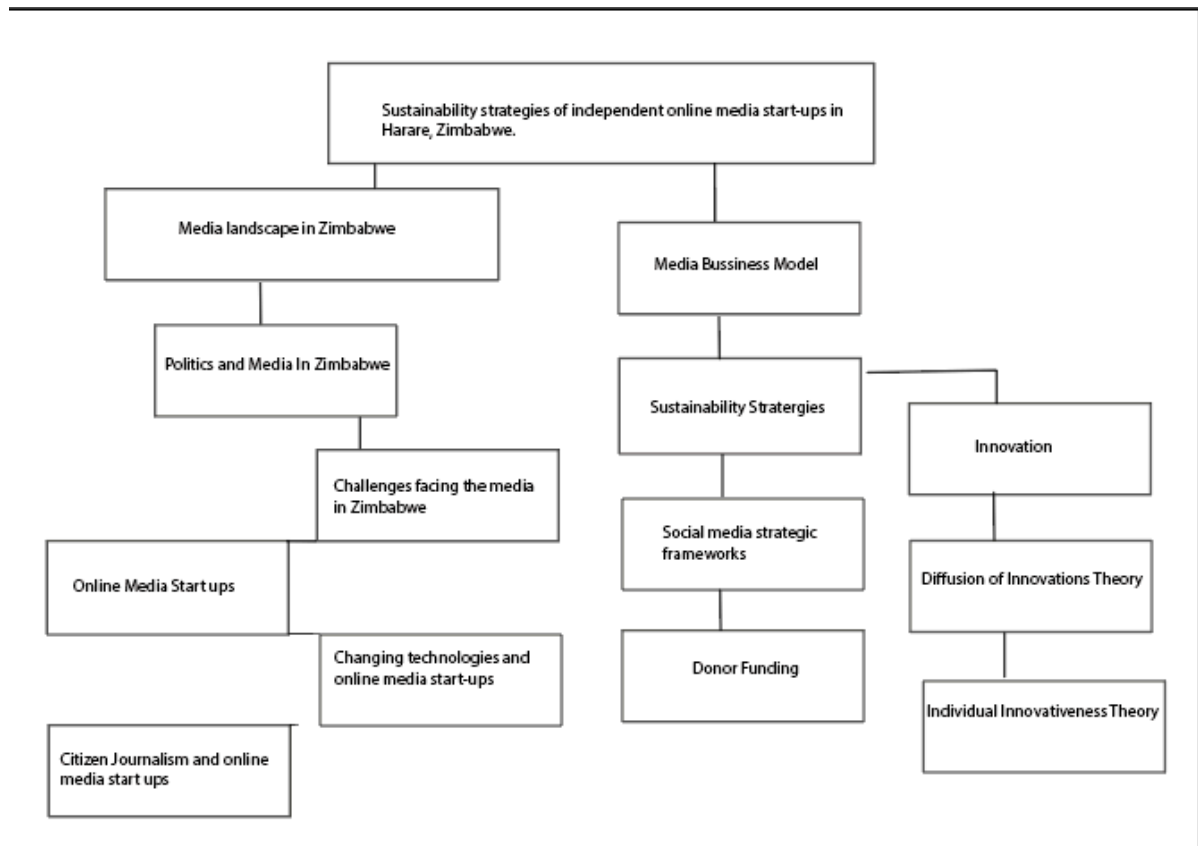 Sustainability strategies of independent online media start-ups in
Harare, Zimbabwe.
Media landscape in Zimbabwe
Media Bussiness Model
Politics and Media In Zimbabwe
Sustainability Stratergies
Innovation
Challenges facing the media
in Zimbabwe
Social media strategic
frameworks
Online Media Start ups
Diffusion of Innovations Theory
Changing technologies and
online media start-ups
Donor Funding
Individual Innovativeness Theory
Citizen Journalism and online
media start ups